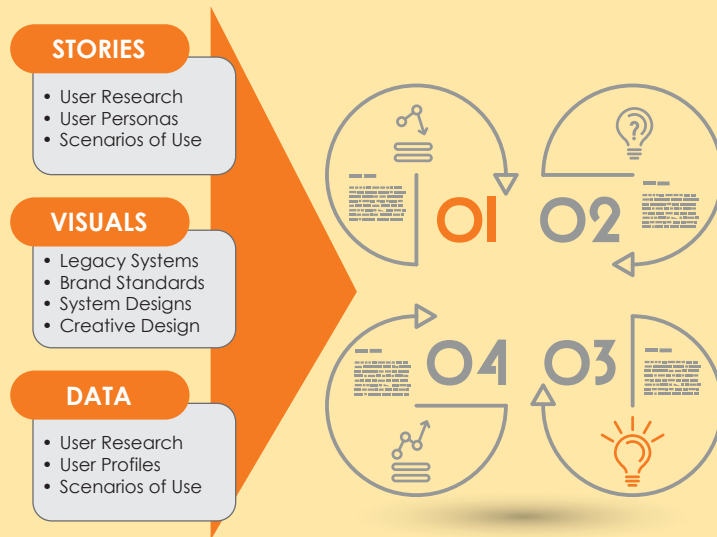 STORIES
• User Research
• User Personas
• Scenarios of Use
VISUALS
• Legacy Systems
• Brand Standards
• System Designs
• Creative Design
DATA
• User Research
• User Profiles
• Scenarios of Use
01
02
?
04
03